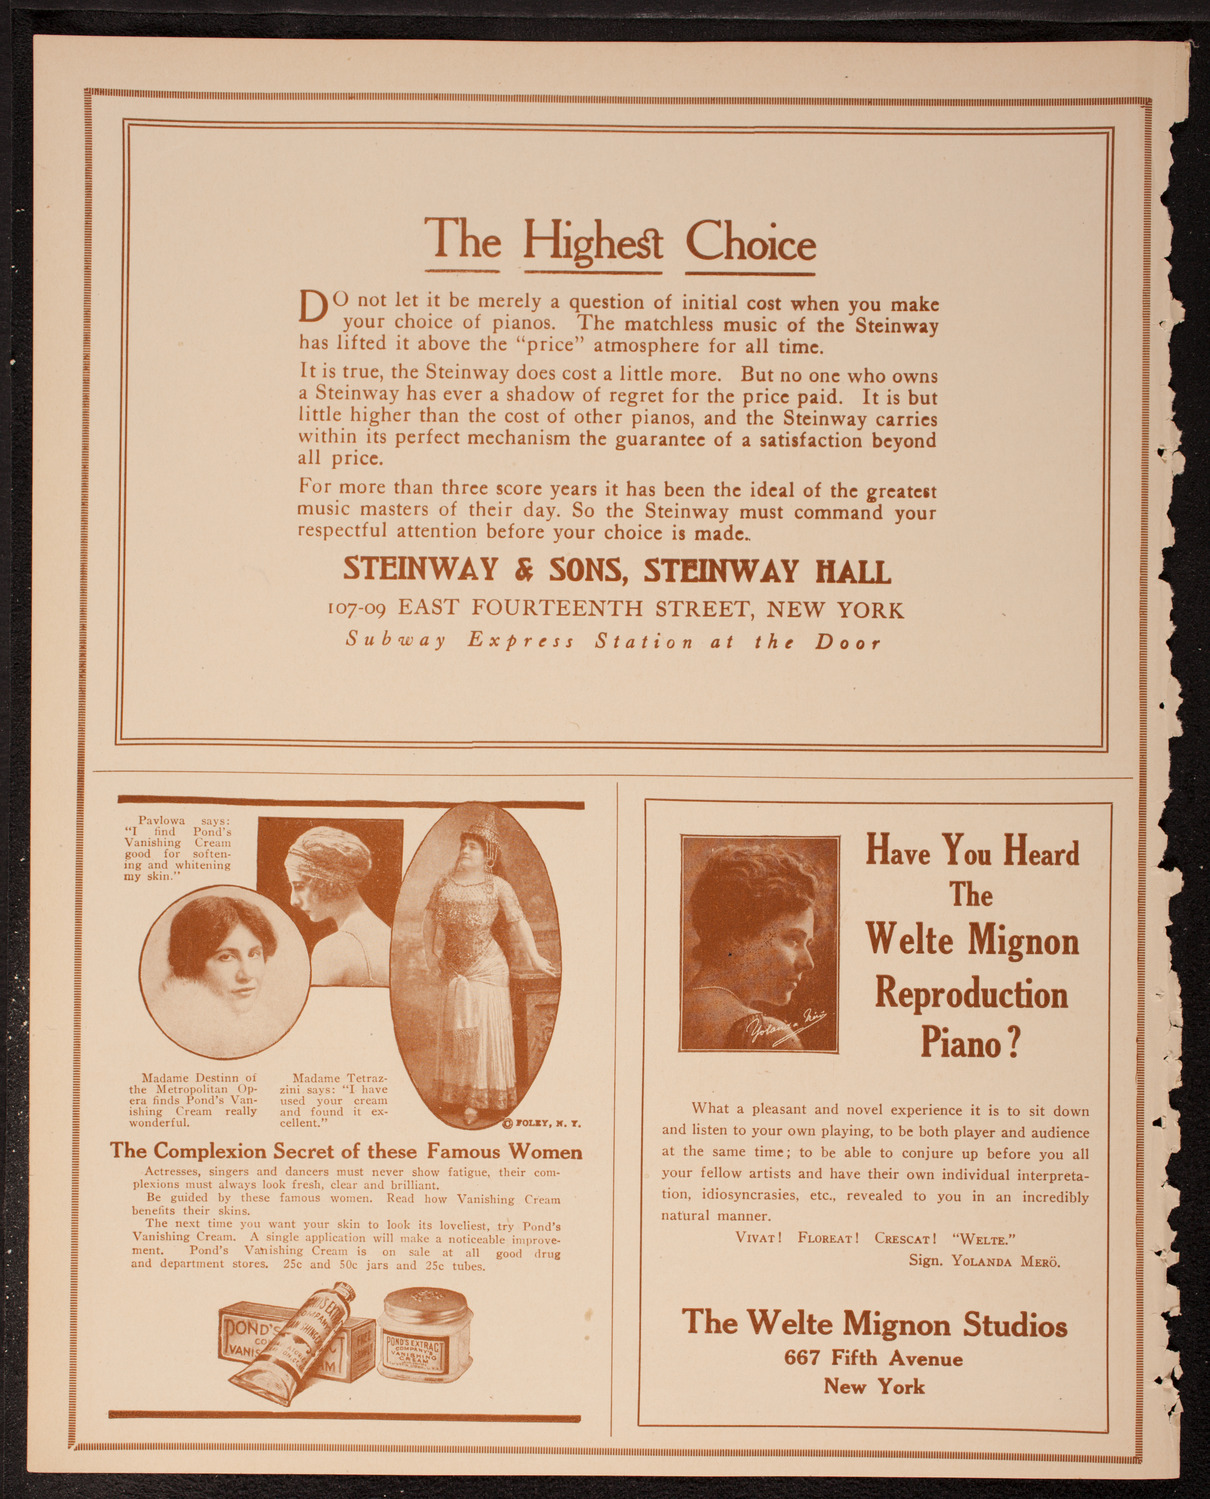 The Highest Choice
DO not let it be merely a question of initial cost when you make
your choice of pianos. The matchless music of the Steinway
has lifted it above the "price" atmosphere for all time.
It is true, the Steinway does cost a little more. But no one who owns
a Steinway has ever a shadow of regret for the price paid. It is but
little higher than the cost of other pianos, and the Steinway carries
within its perfect mechanism the guarantee of a satisfaction beyond
all price.
For more than three score years it has been the ideal of the greatest
music masters of their day. So the Steinway must command your
respectful attention before your choice is made.
STEINWAY & SONS, STEINWAY HALL
107-09 EAST FOURTEENTH STREET, NEW YORK
Subway Express Station at the Door
Pavlowa says:
"I find Pond's
Vanishing Cream
good for soften-
ing and whitening
my skin."
Madame Destinn of
the Metropolitan Op-
era finds Pond's Van-
ishing Cream really
wonderful.
Madame Tetraz-
zini says: "I have
used your cream
and found it ex-
cellent."
© FOLEY, N. Y.
The Complexion Secret of these Famous Women
Actresses, singers and dancers must never show fatigue, their com-
plexions must always look fresh, clear and brilliant.
Be guided by these famous women. Read how Vanishing Cream
benefits their skins.
The next time you want your skin to look its loveliest, try Pond's
Vanishing Cream. A single application will make a noticeable improve-
ment. Pond's Vanishing Cream is on sale at all good drug
and department stores. 25c and 50c jars and 25c tubes.
POND'S
VANIS
POND'S EXTRACT
COMPANY'S
VANISHING
CREAM
Yolanda Merö
Have You Heard
The
Welte Mignon
Reproduction
Piano?
What a pleasant and novel experience it is to sit down
and listen to your own playing, to be both player and audience
at the same time; to be able to conjure up before you all
your fellow artists and have their own individual interpreta-
tion, idiosyncrasies, etc., revealed to you in an incredibly
natural manner.
VIVAT! FLOREAT! CRESCAT! "WELTE."
Sign. YOLANDA MERÖ.
The Welte Mignon Studios
667 Fifth Avenue
New York